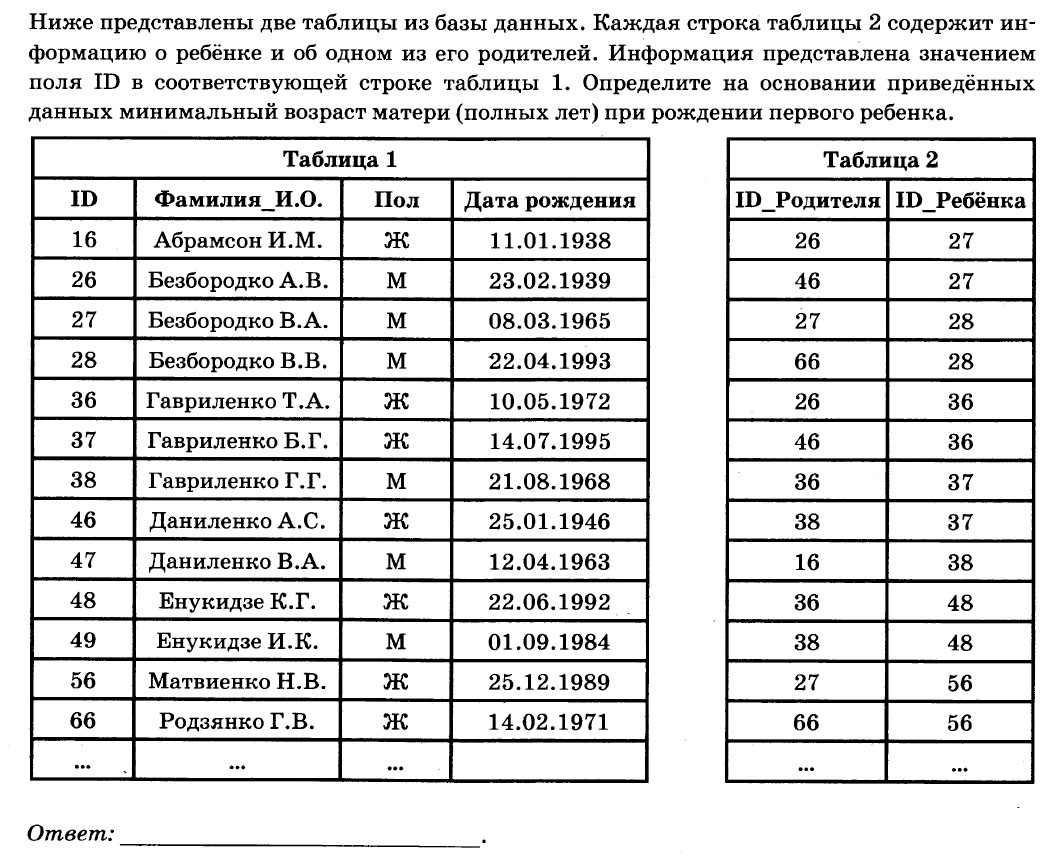 Ниже представлены две таблицы из базы данных. Каждая строка таблицы 2 содержит ин-
формацию о ребёнке и об одном из его родителей. Информация представлена значением
поля ID в соответствующей строке таблицы 1. Определите на основании приведённых
данных минимальный возраст матери (полных лет) при рождении первого ребенка.
Таблица 1
ID Фамилия_И.О. Пол Дата рождения
16 Абрамсон И.М. Ж 11.01.1938
26 Безбородко А.В. М 23.02.1939
27 Безбородко В.А. М 08.03.1965
28 Безбородко В.В. М 22.04.1993
36 Гавриленко Т.А. Ж 10.05.1972
37 Гавриленко Б.Г. Ж 14.07.1995
38 Гавриленко Г.Г. М 21.08.1968
46 Даниленко А.С. Ж 25.01.1946
47 Даниленко В.А. М 12.04.1963
48 Енукидзе К.Г. Ж 22.06.1992
49 Енукидзе И.К. М 01.09.1984
56 Матвиенко Н.В. Ж 25.12.1989
66 Родзянко Г.В. Ж 14.02.1971
... ... ...
Таблица 2
ID_Родителя ID_Ребёнка
26 27
46 27
27 28
66 28
26 36
46 36
36 37
38 37
16 38
36 48
38 48
27 56
66 56
... ...
Ответ: ______________________________.